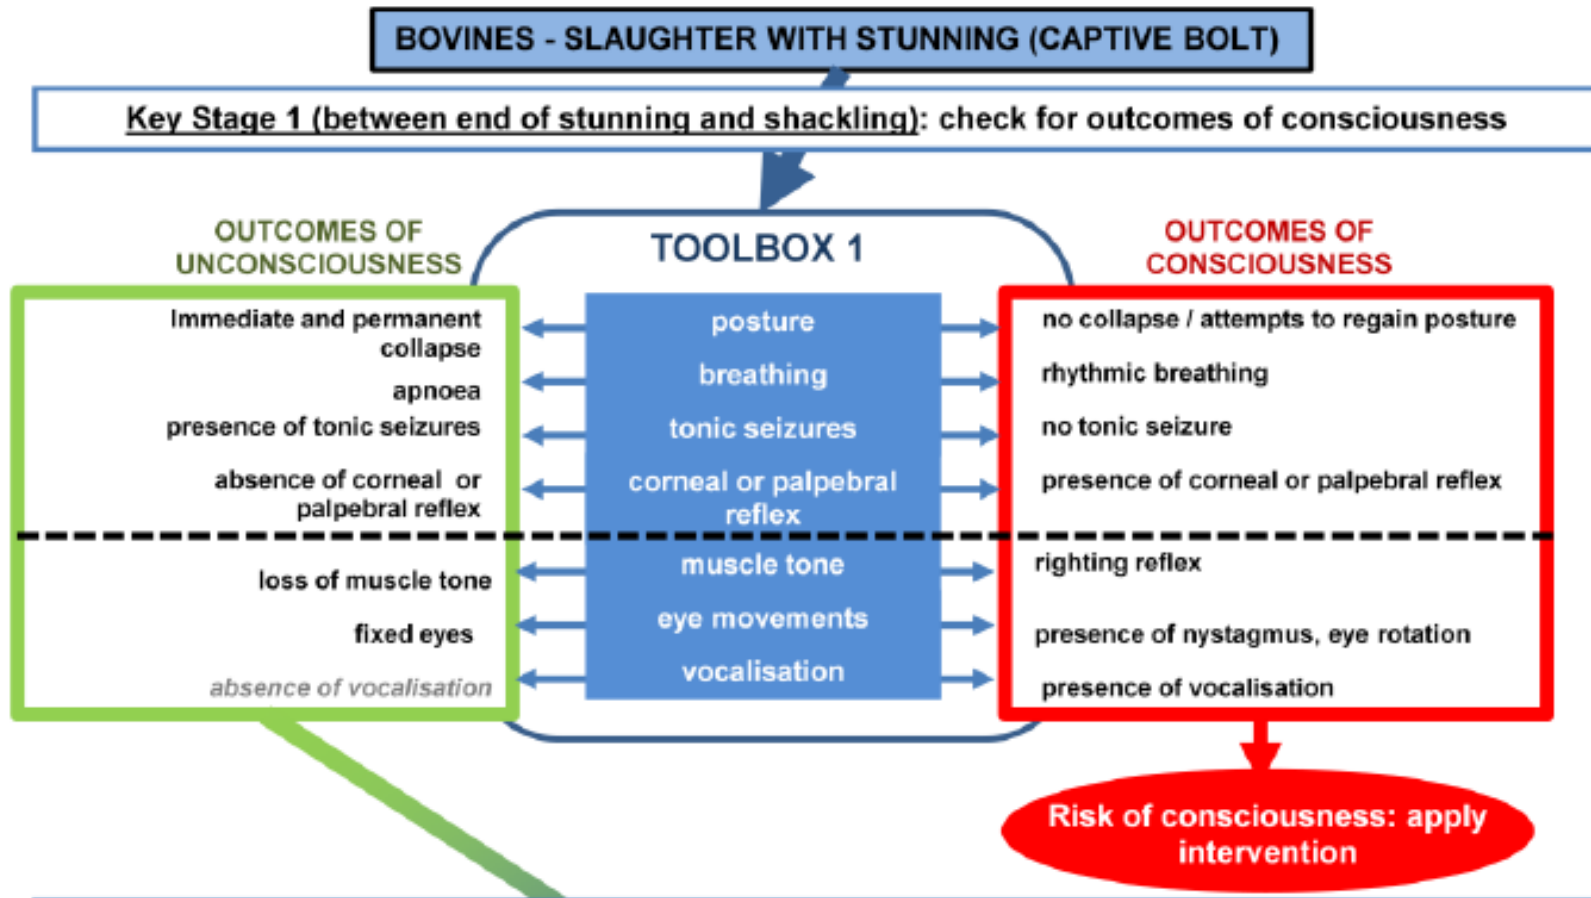 BOVINES - SLAUGHTER WITH STUNNING (CAPTIVE BOLT)
Key Stage 1 (between end of stunning and shackling): check for outcomes of consciousness
OUTCOMES OF
UNCONSCIOUSNESS
TOOLBOX 1
OUTCOMES OF
CONSCIOUSNESS
Immediate and permanent
collapse
posture
no collapse / attempts to regain posture
apnoea
breathing
rhythmic breathing
presence of tonic seizures
tonic seizures
no tonic seizure
absence of corneal or
palpebral reflex
corneal or palpebral
reflex
presence of corneal or palpebral reflex
loss of muscle tone
muscle tone
righting reflex
fixed eyes
eye movements
presence of nystagmus, eye rotation
absence of vocalisation
vocalisation
presence of vocalisation
Risk of consciousness: apply
intervention